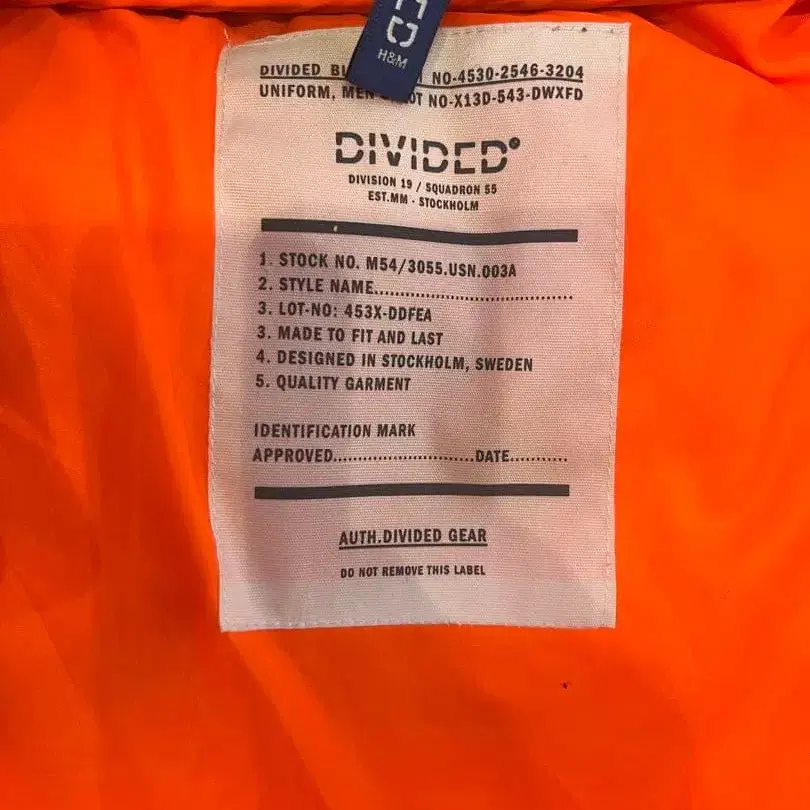 H&M
DIVIDED NO-4530-2546-3204
UNIFORM, MEN NO-X13D-543-DWXFD
DIVIDED®
DIVISION 19 / SQUADRON 55
EST.MM - STOCKHOLM
1. STOCK NO. M54/3055.USN.003A
2. STYLE NAME........................................
3. LOT-NO: 453X-DDFEA
3. MADE TO FIT AND LAST
4. DESIGNED IN STOCKHOLM, SWEDEN
5. QUALITY GARMENT
IDENTIFICATION MARK
APPROVED............................DATE...........
AUTH.DIVIDED GEAR
DO NOT REMOVE THIS LABEL